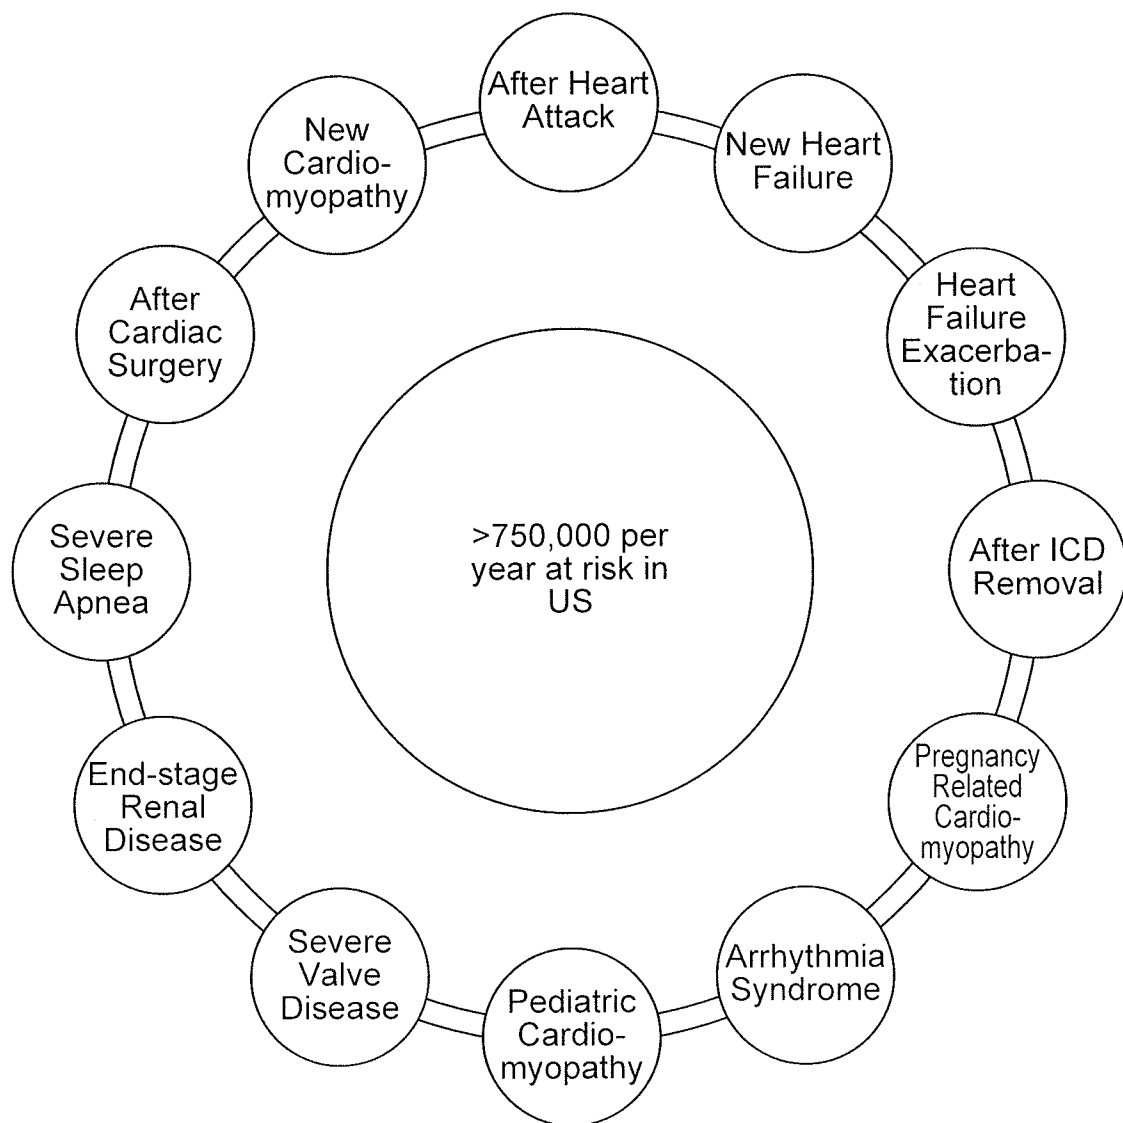 After Heart
Attack
New Heart
Failure
Heart
Failure
Exacerba-
tion
After ICD
Removal
Pregnancy
Related
Cardio-
myopathy
Arrhythmia
Syndrome
Pediatric
Cardio-
myopathy
Severe
Valve
Disease
End-stage
Renal
Disease
Severe
Sleep
Apnea
After
Cardiac
Surgery
New
Cardio-
myopathy
>750,000 per
year at risk in
US